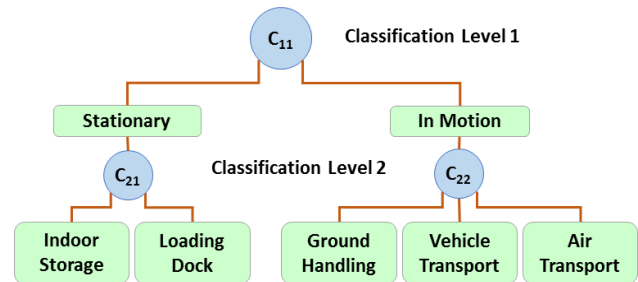 C11
Classification Level 1
Stationary
In Motion
C21
Classification Level 2
C22
Indoor
Storage
Loading
Dock
Ground
Handling
Vehicle
Transport
Air
Transport